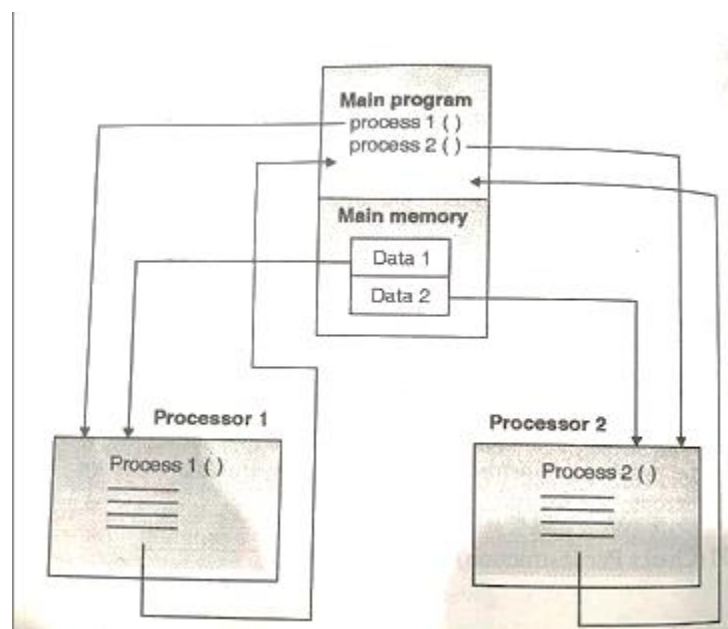 Main program
process 1 ( )
process 2 ( )
Main memory
Data 1
Data 2
Processor 1
Process 1 ( )
Processor 2
Process 2 ( )